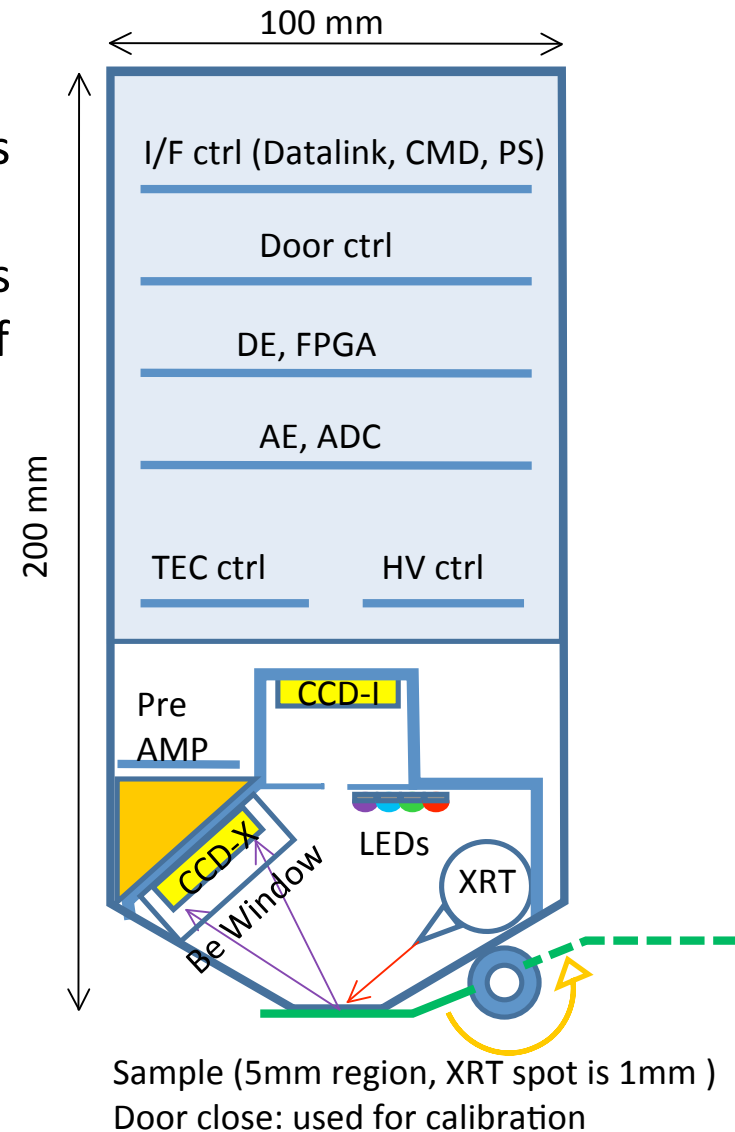 100 mm
s
I/F ctrl (Datalink, CMD, PS)
Door ctrl
s
f
DE, FPGA
AE, ADC
200 mm
TEC ctrl HV ctrl
CCD-I
Pre
AMP
CCD-X
LEDs
Be Window
XRT
Sample (5mm region, XRT spot is 1mm )
Door close: used for calibration